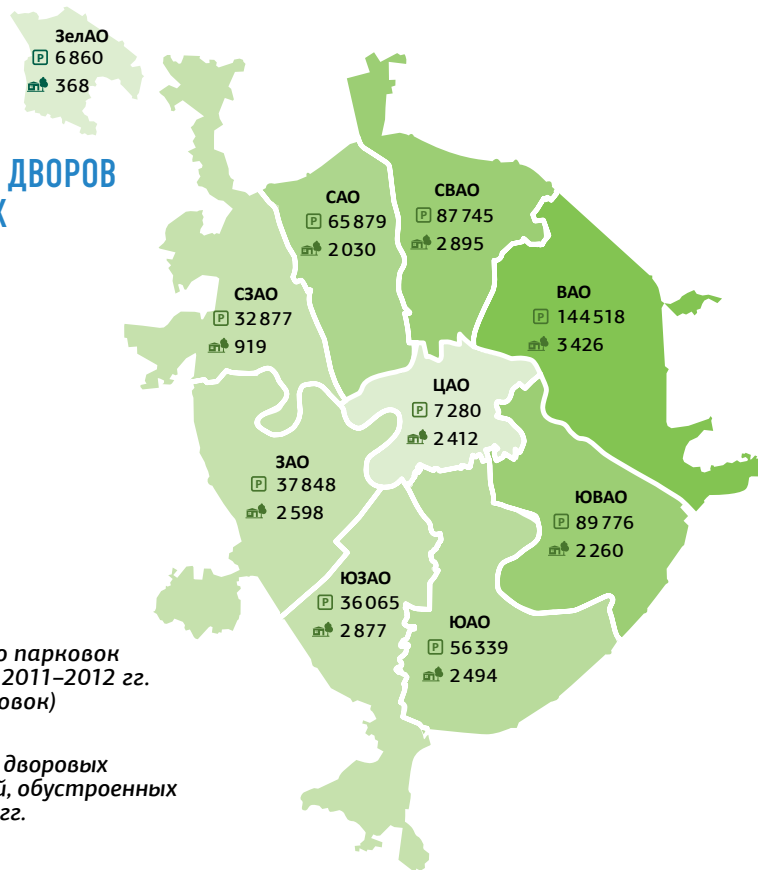 ЗелАО
P 6 860
368
ДВОРОВ
САО
P 65 879
2 030
СВАО
P 87 745
2 895
СЗАО
P 32 877
919
ВАО
P 144 518
3 426
ЦАО
P 7 280
2 412
ЗАО
P 37 848
2 598
ЮВАО
P 89 776
2 260
ЮЗАО
P 36 065
2 877
ЮАО
P 56 339
2 494
парковок
2011–2012 гг.
дворовых
обустроенных
гг.